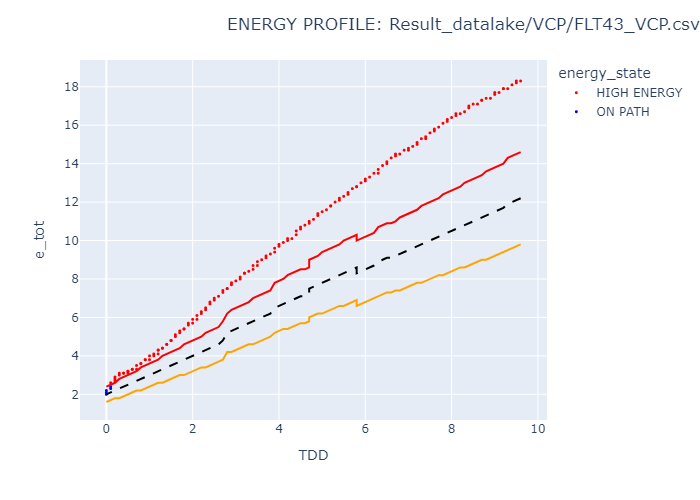 ENERGY PROFILE: Result_datalake/VCP/FLT43_VCP.csv
energy_state
HIGH ENERGY
ON PATH
e_tot
18
16
14
12
10
8
6
4
2
0
2
4
6
8
10
TDD